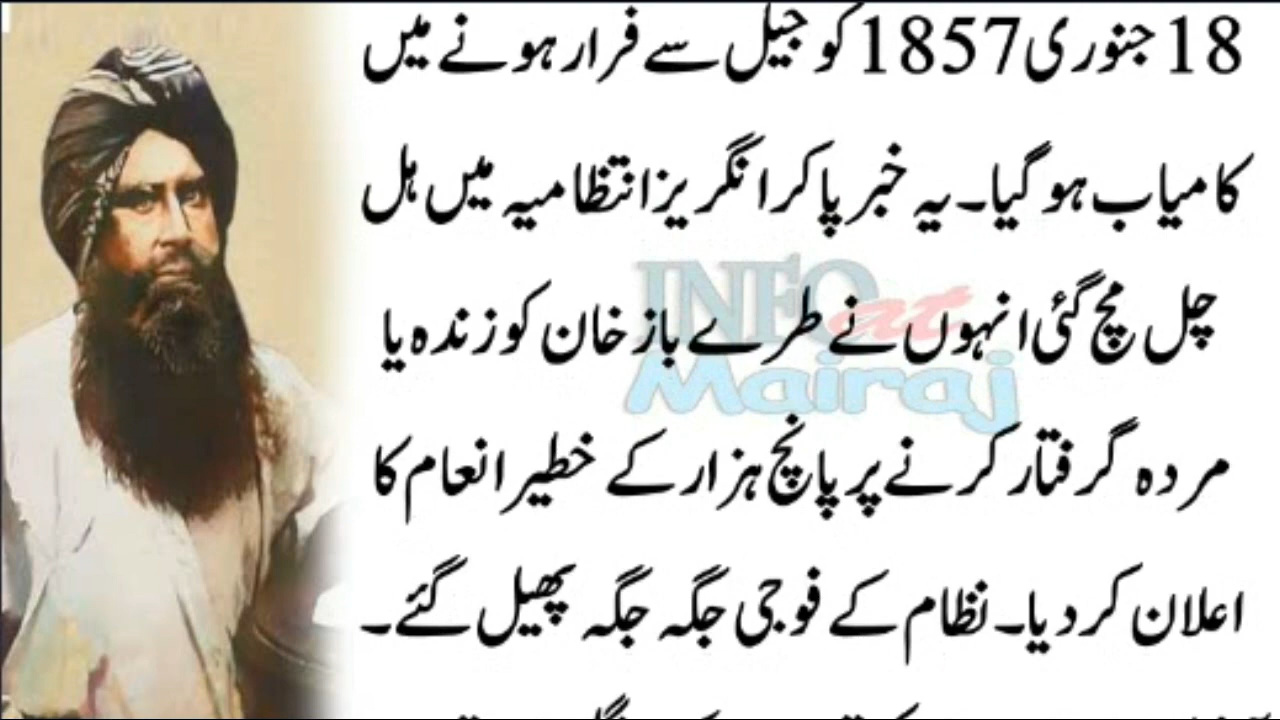 18 جنوری 1857 کو جیل سے فرار ہونے میں
کامیاب ہو گیا۔ یہ خبر پا کر انگریز انتظامیہ میں ہل
چل مچ گئی انہوں نے طرے باز خان کو زندہ یا
مردہ گرفتار کرنے پر پانچ ہزار کے خطیر انعام کا
اعلان کر دیا۔ نظام کے فوجی جگہ جگہ پھیل گئے۔
INFO at
Mairaj